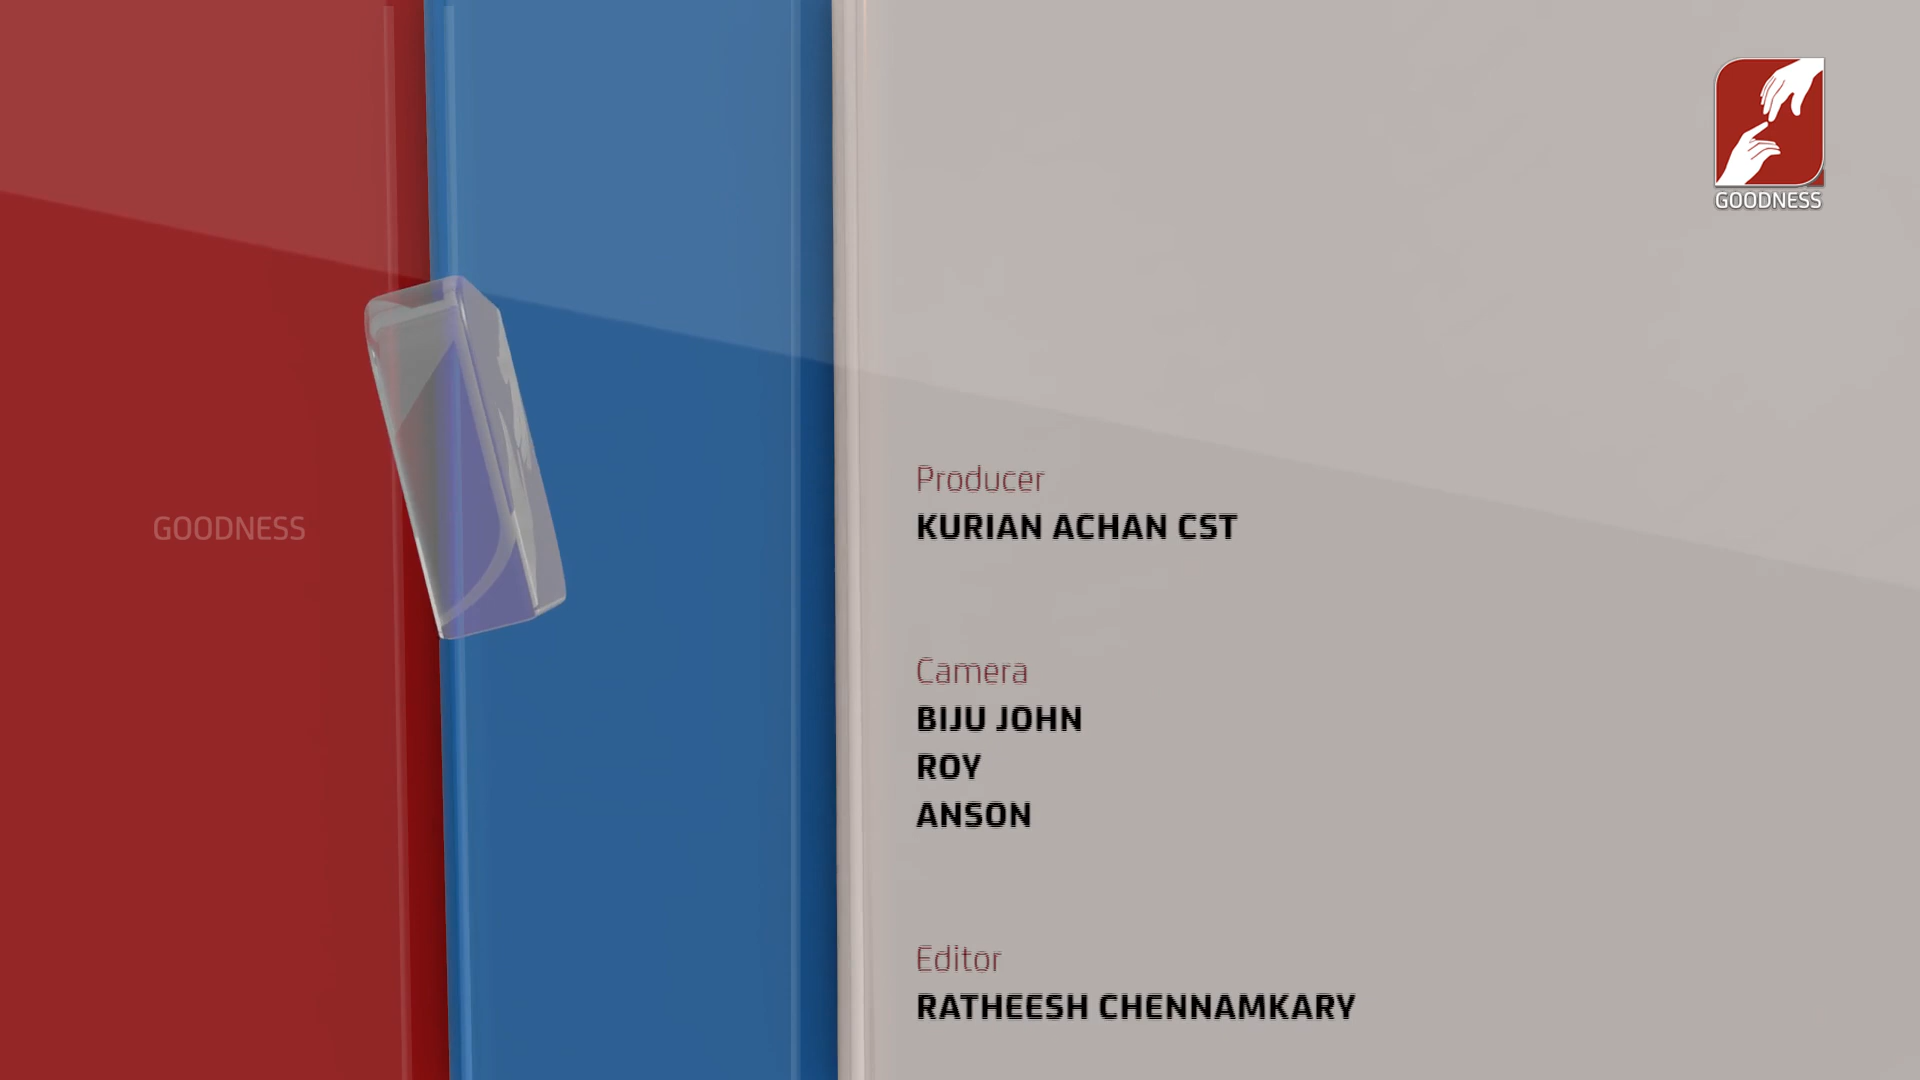 GOODNESS
GOODNESS
Producer
KURIAN ACHAN CST
Camera
BIJU JOHN
ROY
ANSON
Editor
RATHEESH CHENNAMKARY